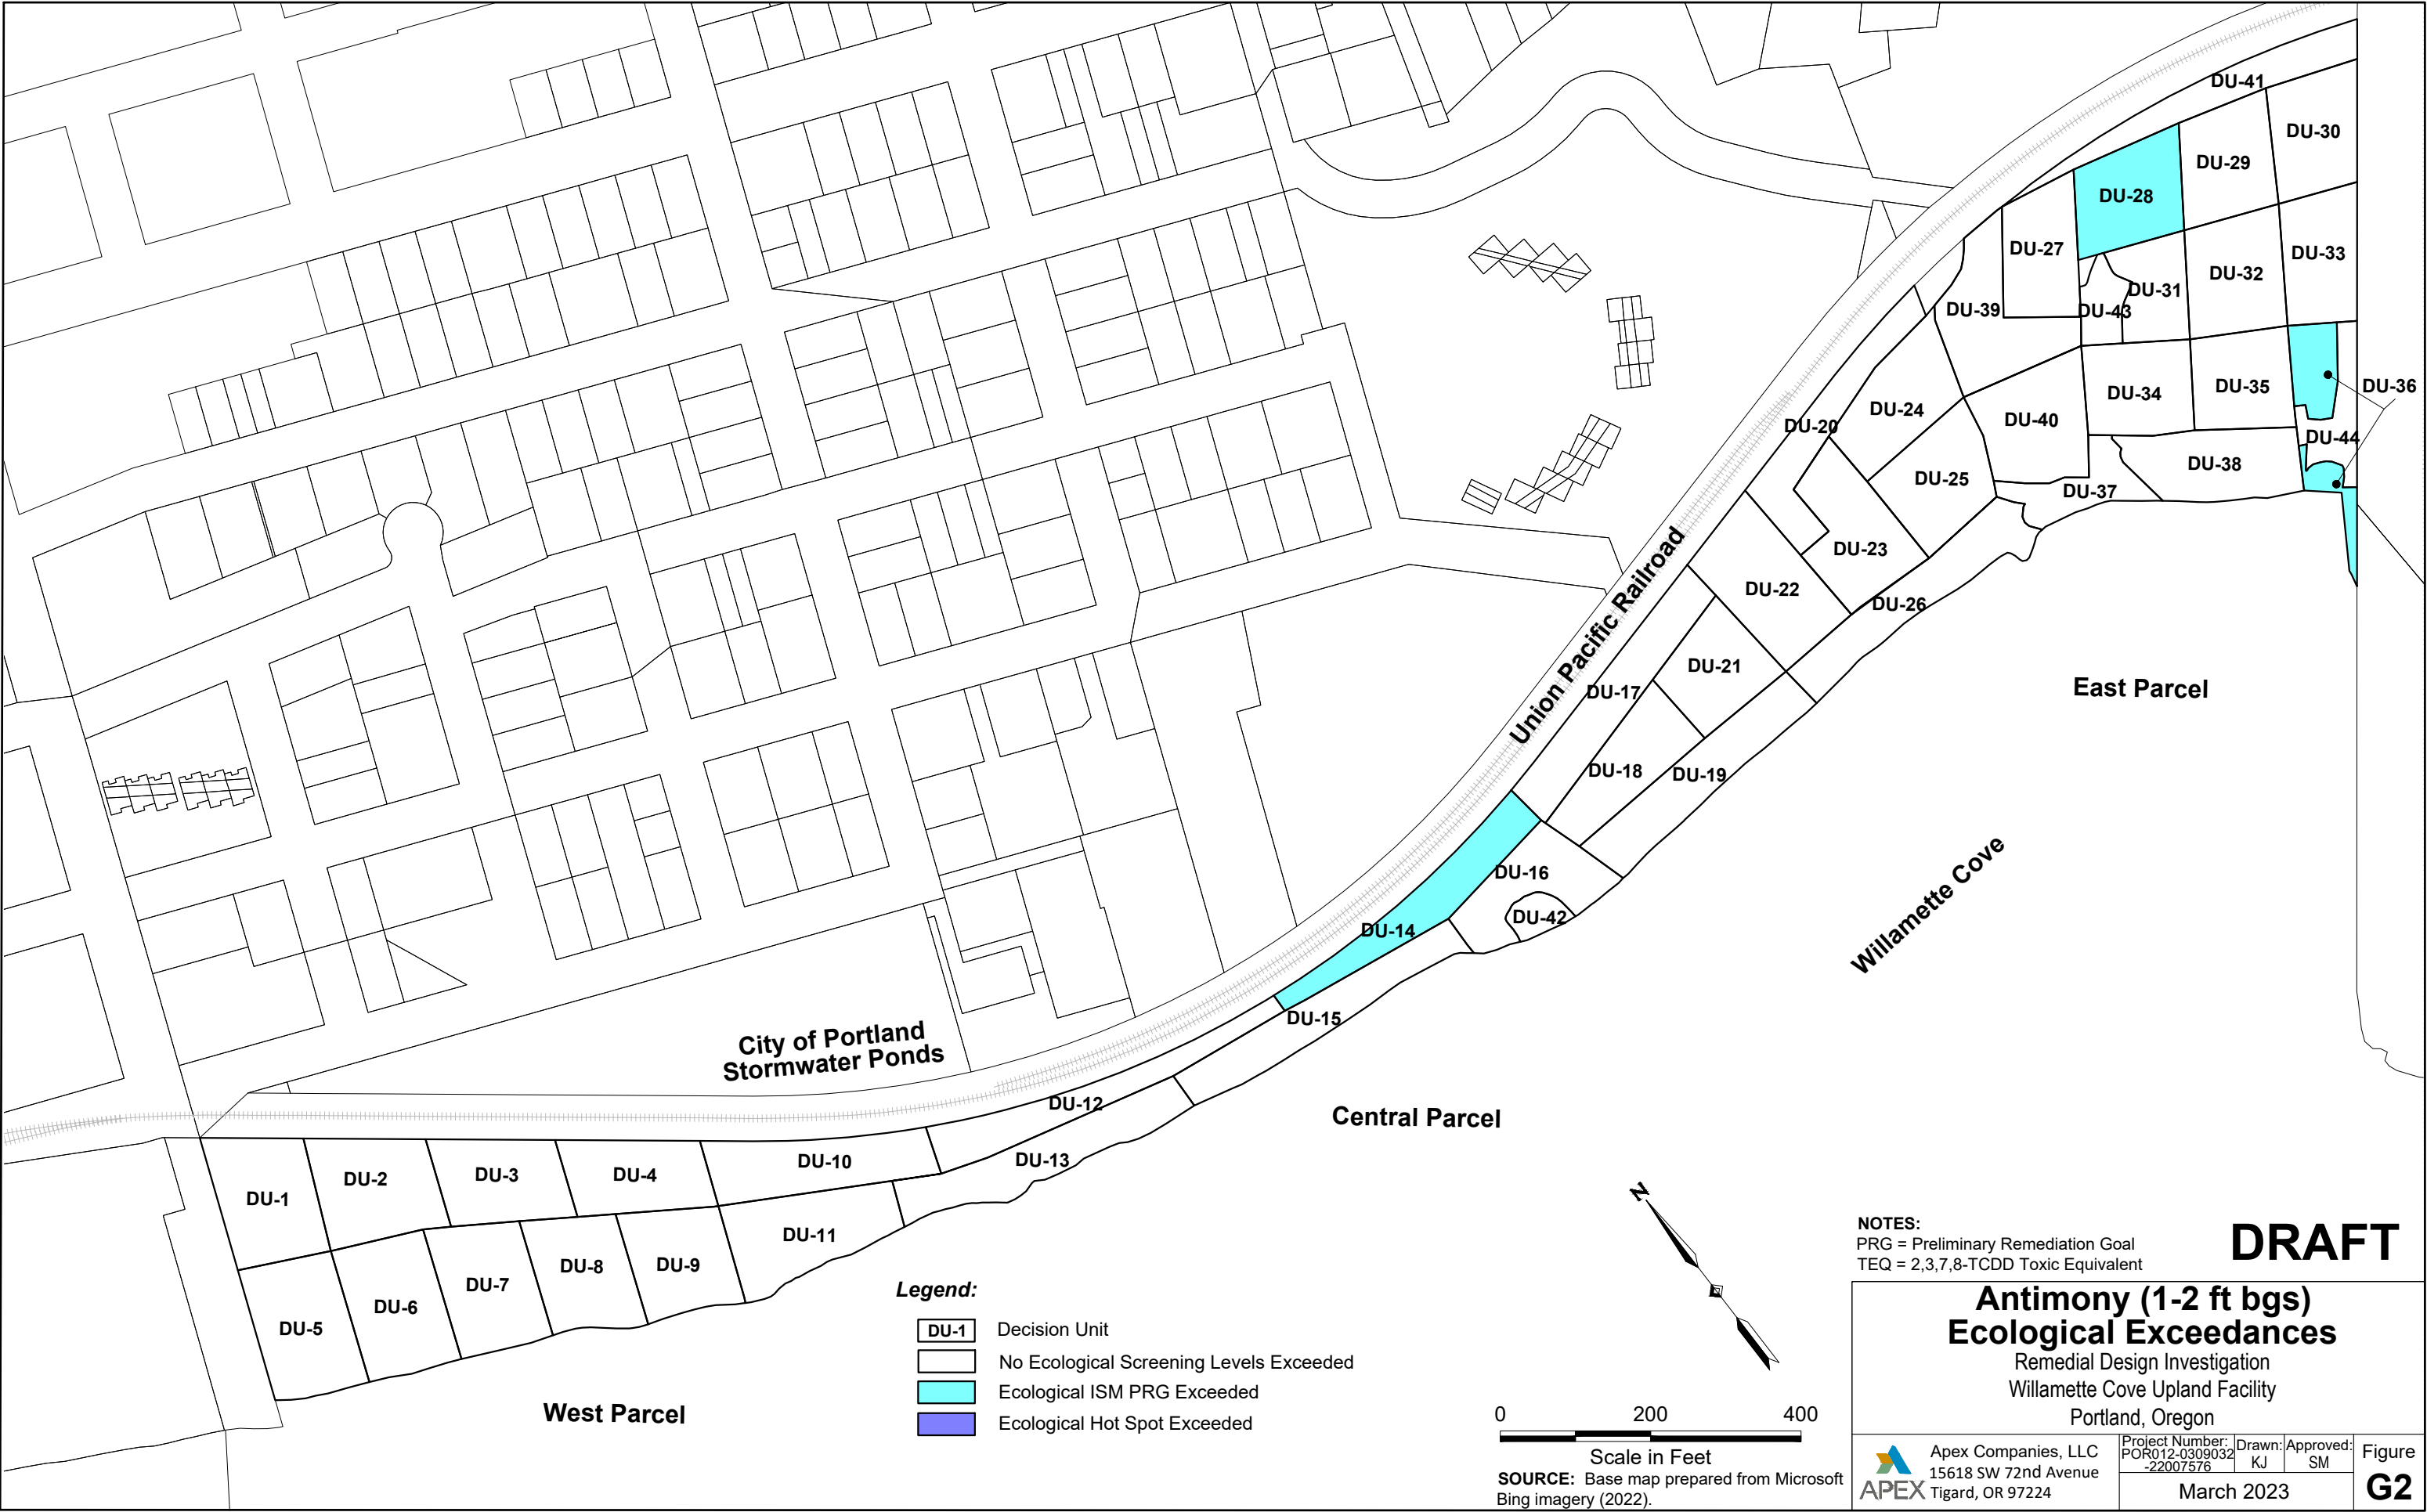 DU-41
DU-30
DU-29
DU-28
DU-27
DU-33
DU-32
DU-31
DU-43
DU-39
DU-36
DU-35
DU-34
DU-24
DU-40
DU-20
DU-44
DU-38
DU-25
DU-37
DU-23
DU-22
DU-26
Union Pacific Railroad
DU-21
East Parcel
DU-17
DU-18
DU-19
DU-16
DU-42
DU-14
Willamette Cove
DU-15
City of Portland
Stormwater Ponds
DU-12
Central Parcel
DU-13
DU-10
DU-4
DU-3
DU-2
DU-1
DU-11
DU-9
DU-8
DU-7
DU-6
DU-5
West Parcel
N
Legend:
DU-1 Decision Unit
No Ecological Screening Levels Exceeded
Ecological ISM PRG Exceeded
Ecological Hot Spot Exceeded
0 200 400
Scale in Feet
SOURCE: Base map prepared from Microsoft
Bing imagery (2022).
NOTES:
PRG = Preliminary Remediation Goal
TEQ = 2,3,7,8-TCDD Toxic Equivalent
DRAFT
Antimony (1-2 ft bgs)
Ecological Exceedances
Remedial Design Investigation
Willamette Cove Upland Facility
Portland, Oregon
APEX
Apex Companies, LLC
15618 SW 72nd Avenue
Tigard, OR 97224
Project Number:
POR012-0309032
-22007576
Drawn:
KJ
Approved:
SM
March 2023
Figure
G2